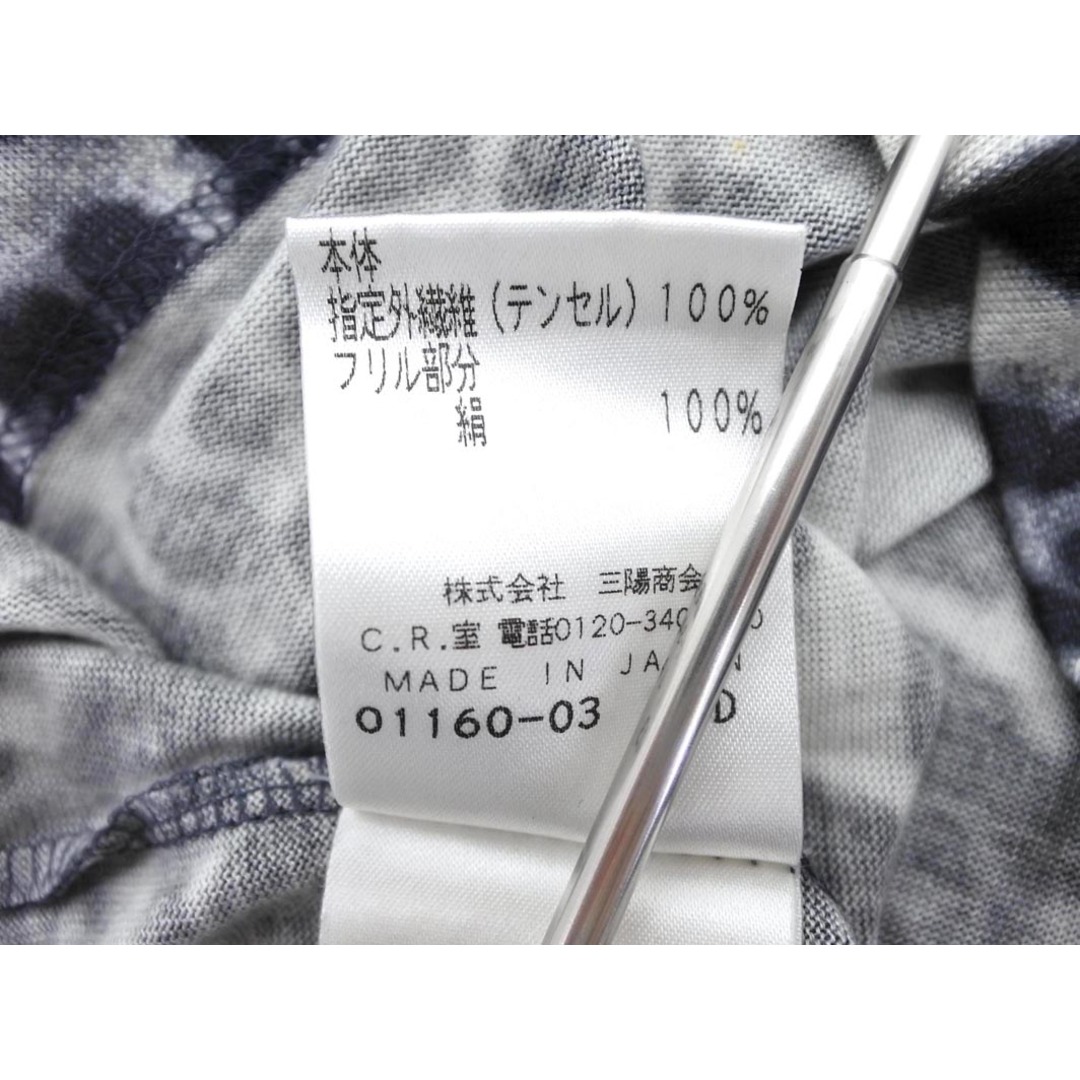 本体
指定外繊維(テンセル)100%
フリル部分
絹 100%
株式会社 三陽商会
C.R.室 電話0120-340
MADE IN
01160-03 D